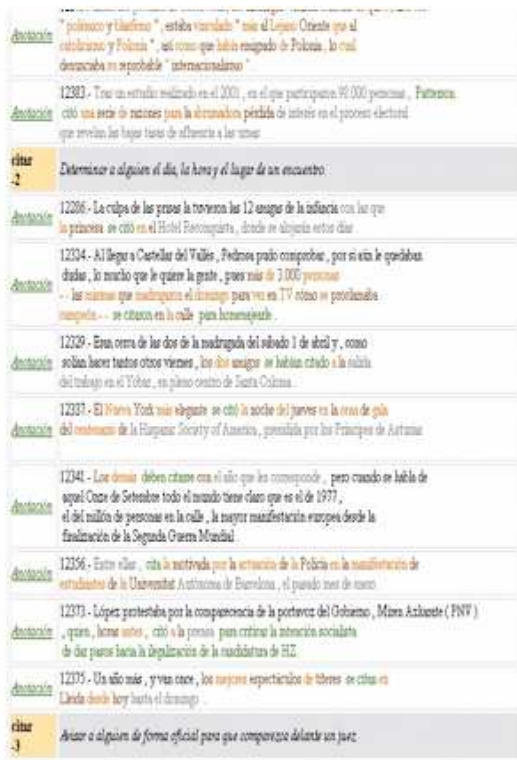 " polémico y blasfemo " , estaba vinculado " más al Lejano Oriente que al
Anotación
catolicismo y Polonia " , así como que había emigrado de Polonia , lo cual
denunciaba su reprobable " internacionalismo "
12383.- Tras un estudio realizado en el 2001 , en el que participaron 90.000 personas , Patterson
Anotación
citó una serie de razones para la abrumadora pérdida de interés en el proceso electoral
que revelan las bajas tasas de afluencia a las urnas
citar
-2
Determinar a alguien el día, la hora y el lugar de un encuentro.
12286.- La culpa de las prisas la tuvieron las 12 amigas de la infancia con las que
Anotación
la princesa se citó en el Hotel Reconquista , donde se alojarán estos días
12324.- Al llegar a Castellar del Vallès , Pedrosa pudo comprobar , por si aún le quedaban
dudas , lo mucho que le quiere la gente , pues más de 3.000 personas
Anotación
-- las mismas que madrugaron el domingo para ver en TV cómo se proclamaba
campeón -- se citaron en la calle para homenajearle .
12329.- Eran cerca de las dos de la madrugada del sábado 1 de abril y , como
Anotación
solían hacer tantos otros viernes , los dos amigos se habían citado a la salida
del trabajo en el Yobar , en pleno centro de Santa Coloma .
12337.- El Nueva York más elegante se citó la noche del jueves en la cena de gala
Anotación
del centenario de la Hispanic Society of America , presidida por los Príncipes de Asturias
.
12341.- Los demás deben citarse con el año que les corresponde , pero cuando se habla de
aquel Onze de Setembre todo el mundo tiene claro que es el de 1977 ,
Anotación
el del millón de personas en la calle , la mayor manifestación europea desde la
finalización de la Segunda Guerra Mundial .
12356.- Entre ellas , cita la motivada por la actuación de la Policía en la manifestación de
Anotación
estudiantes de la Universitat Autònoma de Barcelona , el pasado mes de enero
12373.- López protestaba por la comparecencia de la portavoz del Gobierno , Miren Azkarate ( PNV )
Anotación
, quien , horas antes , citó a la prensa para criticar la intención socialista
de dar pasos hacia la ilegalización de la candidatura de HZ .
12375.- Un año más , y van once , los mejores espectáculos de títeres se citan en
Anotación
Lleida desde hoy hasta el domingo .
citar
-3
Avisar a alguien de forma oficial para que comparezca delante un juez